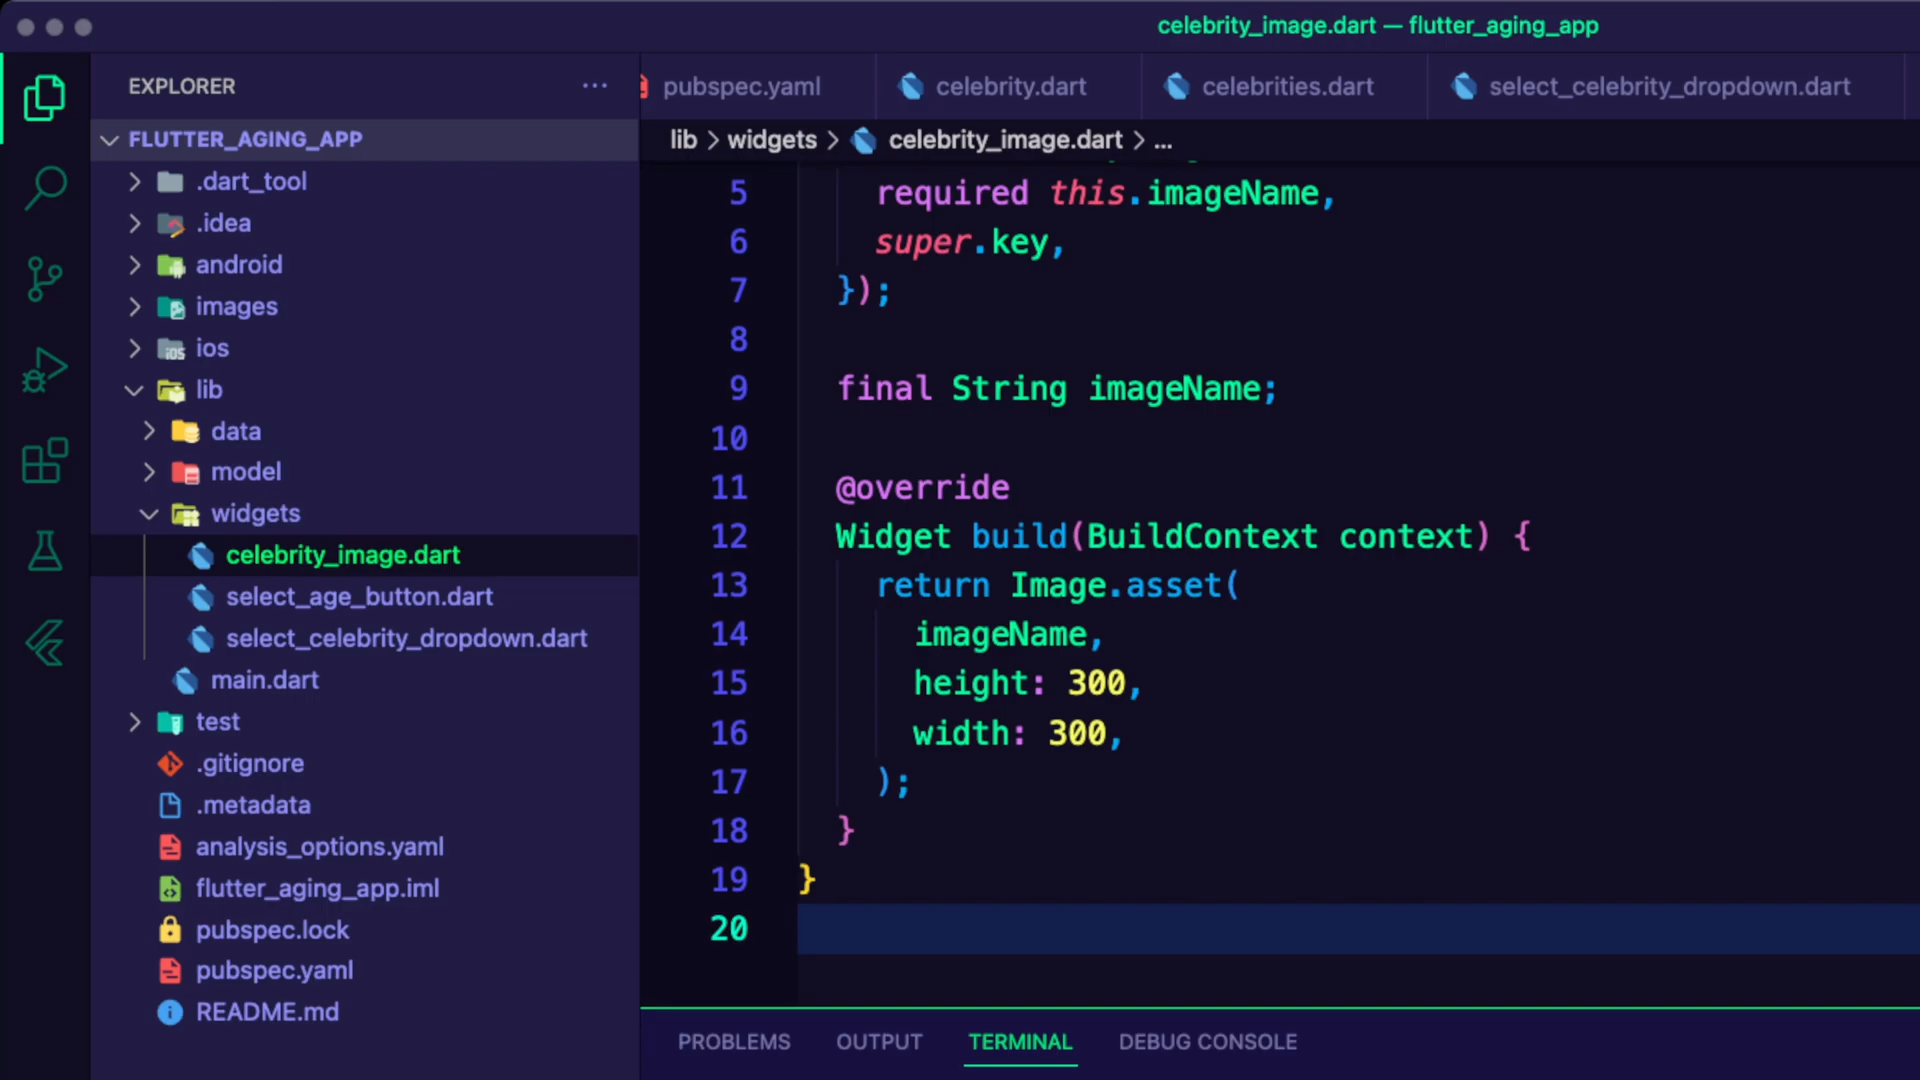 celebrity_image.dart — flutter_aging_app
EXPLORER
FLUTTER_AGING_APP
.dart_tool
.idea
android
images
ios
lib
data
model
widgets
celebrity_image.dart
select_age_button.dart
select_celebrity_dropdown.dart
main.dart
test
.gitignore
.metadata
analysis_options.yaml
flutter_aging_app.iml
pubspec.lock
pubspec.yaml
README.md
pubspec.yaml celebrity.dart celebrities.dart select_celebrity_dropdown.dart
lib > widgets > celebrity_image.dart > ...
5 required this.imageName,
6 super.key,
7 });
8
9 final String imageName;
10
11 @override
12 Widget build(BuildContext context) {
13 return Image.asset(
14 imageName,
15 height: 300,
16 width: 300,
17 );
18 }
19 }
20
PROBLEMS OUTPUT TERMINAL DEBUG CONSOLE